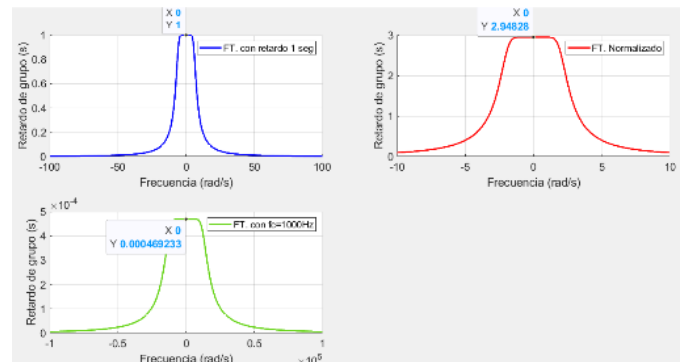 X 0
Y 1
FT. con retardo 1 seg
Retardo de grupo (s)
1
0.8
0.6
0.4
0.2
0
-100
-50
0
50
100
Frecuencia (rad/s)
X 0
Y 2.94828
FT. Normalizado
Retardo de grupo (s)
3
2
1
0
-10
-5
0
5
10
Frecuencia (rad/s)
×10⁻⁴
X 0
Y 0.000469233
FT. con fc=1000Hz
Retardo de grupo (s)
5
4
3
2
1
0
-1
-0.5
0
0.5
1
Frecuencia (rad/s)
×10⁵